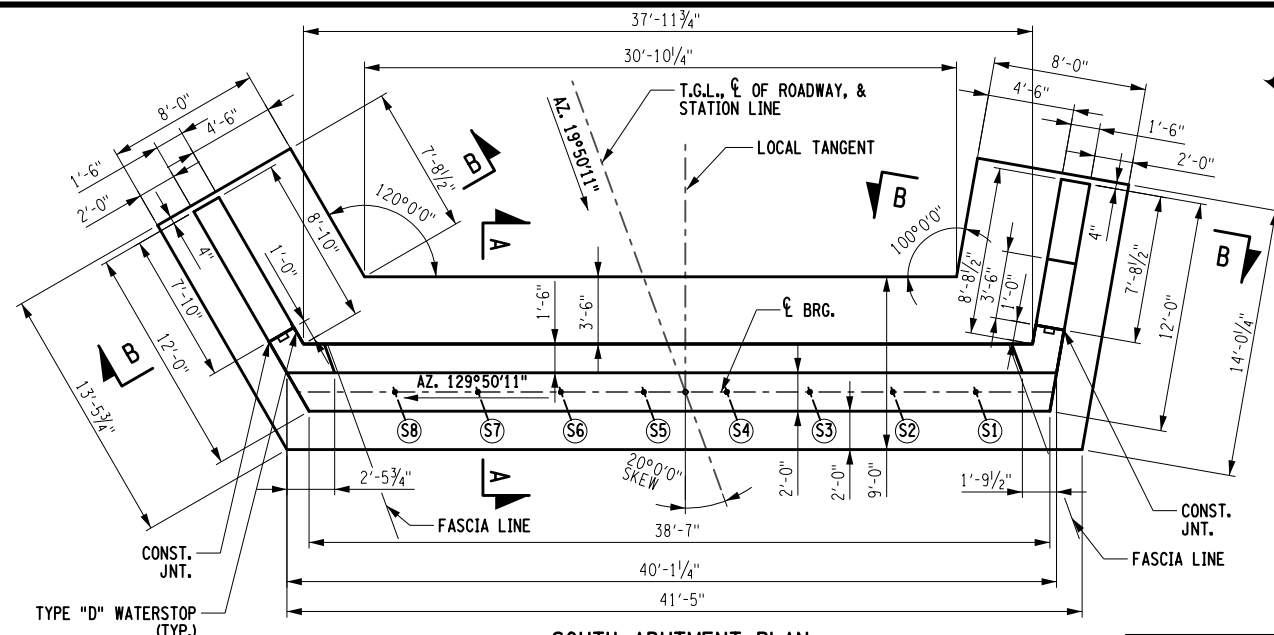 37'-11¾"
30'-10¼"
8'-0"
8'-0"
4'-6"
4'-6"
1'-6"
1'-6"
2'-0"
2'-0"
T.G.L., ℄ OF ROADWAY, &
STATION LINE
AZ. 19°50'11"
LOCAL TANGENT
7'-8½"
B
B
120°0'0"
100°0'0"
A
4"
4"
8'-10"
7'-10"
1'-0"
12'-0"
13'-5¾"
B
B
1'-6"
3'-6"
℄ BRG.
8'-8½"
3'-6"
1'-0"
7'-8½"
12'-0"
14'-0¼"
AZ. 129°50'11"
S8
S7
S6
S5
S4
S3
S2
S1
20°0'0"
SKEW
2'-0"
2'-0"
9'-0"
A
2'-5¾"
1'-9½"
FASCIA LINE
FASCIA LINE
CONST.
JNT.
CONST.
JNT.
38'-7"
40'-1¼"
41'-5"
TYPE "D" WATERSTOP
(TYP.)
SOUTH ABUTMENT PLAN